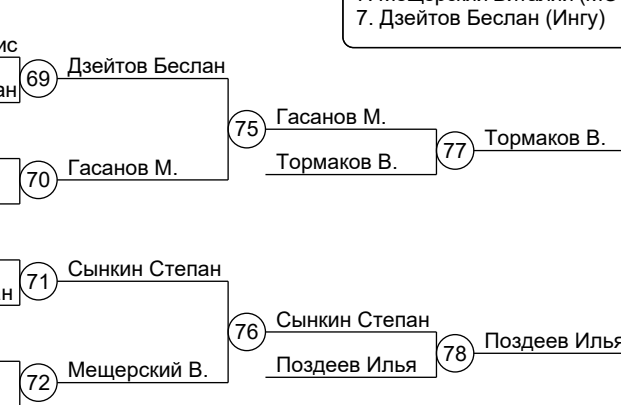 7. Дзейтов Беслан (Ингу)
69
Дзейтов Беслан
75
Гасанов М.
77
Тормаков В.
Тормаков В.
70
Гасанов М.
71
Сынкин Степан
76
Сынкин Степан
78
Поздеев Илья
Поздеев Илья
72
Мещерский В.